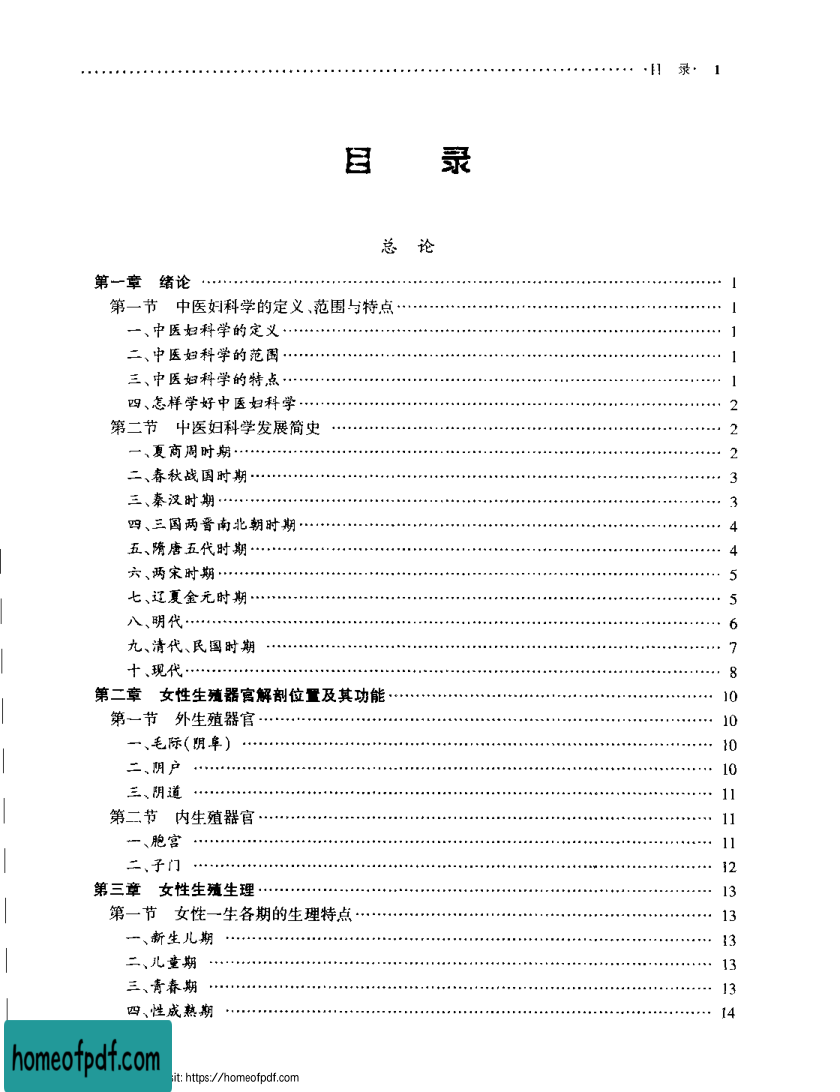 ·目 录· 1
目 录
总 论
第一章 绪论 …… 1
第一节 中医妇科学的定义、范围与特点 …… 1
一、中医妇科学的定义 …… 1
二、中医妇科学的范围 …… 1
三、中医妇科学的特点 …… 1
四、怎样学好中医妇科学 …… 2
第二节 中医妇科学发展简史 …… 2
一、夏商周时期 …… 2
二、春秋战国时期 …… 3
三、秦汉时期 …… 3
四、三国两晋南北朝时期 …… 4
五、隋唐五代时期 …… 4
六、两宋时期 …… 5
七、辽夏金元时期 …… 5
八、明代 …… 6
九、清代、民国时期 …… 7
十、现代 …… 8
第二章 女性生殖器官解剖位置及其功能 …… 10
第一节 外生殖器官 …… 10
一、毛际(阴阜) …… 10
二、阴户 …… 10
三、阴道 …… 11
第二节 内生殖器官 …… 11
一、胞宫 …… 11
二、子门 …… 12
第三章 女性生殖生理 …… 13
第一节 女性一生各期的生理特点 …… 13
一、新生儿期 …… 13
二、儿童期 …… 13
三、青春期 …… 13
四、性成熟期 …… 14
homeofpdf.com
sit: https://homeofpdf.com